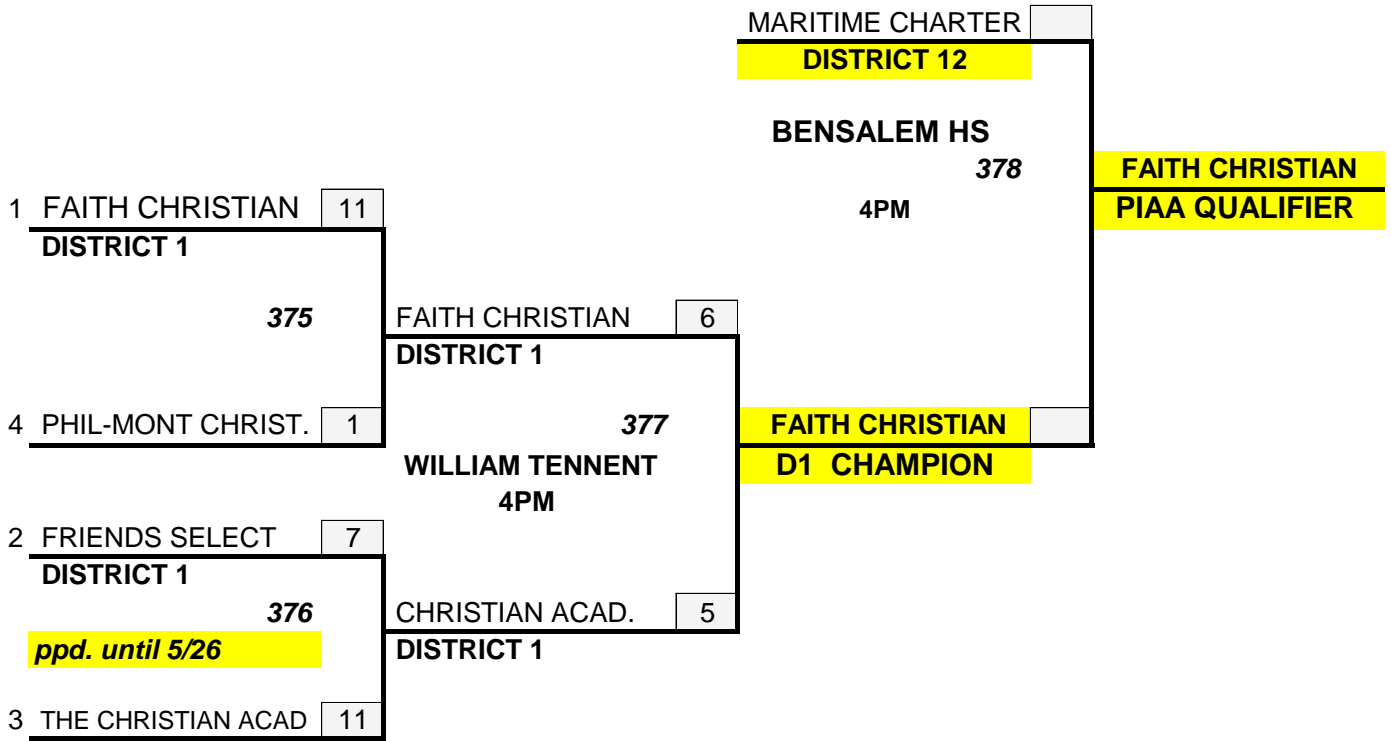 MARITIME CHARTER
DISTRICT 12
BENSALEM HS
378 FAITH CHRISTIAN
1 FAITH CHRISTIAN 11 4PM PIAA QUALIFIER
DISTRICT 1
375 FAITH CHRISTIAN 6
DISTRICT 1
4 PHIL-MONT CHRIST. 1 377 FAITH CHRISTIAN
WILLIAM TENNENT D1 CHAMPION
4PM
2 FRIENDS SELECT 7
DISTRICT 1
376 CHRISTIAN ACAD. 5
ppd. until 5/26 DISTRICT 1
3 THE CHRISTIAN ACAD 11